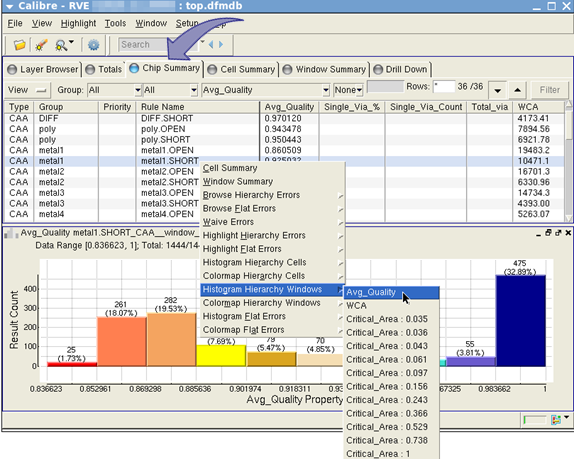 Calibre - RVE : top.dfmdb
File View Highlight Tools Window Setup
Search
Layer Browser Totals Chip Summary Cell Summary Window Summary Drill Down
View Group: All All Avg_Quality None Rows: * 36 /36 Filter
Type Group Priority Rule Name Avg_Quality Single_Via_% Single_Via_Count Total_via WCA
CAA DIFF DIFF.SHORT 0.970120 4173.41
CAA poly poly.OPEN 0.943478 7894.56
CAA poly poly.SHORT 0.950443 6921.78
CAA metal1 metal1.OPEN 0.860509 19483.2
CAA metal1 metal1.SHORT 0.925032 10471.1
CAA metal2 metal2.OPEN 16701.3
CAA metal2 metal2.SHORT 6330.96
CAA metal3 metal3.OPEN 14734.3
CAA metal3 metal3.SHORT 4393.00
CAA metal4 metal4.OPEN 5263.07
Cell Summary
Window Summary
Browse Hierarchy Errors
Browse Flat Errors
Waive Errors
Highlight Hierarchy Errors
Highlight Flat Errors
Histogram Hierarchy Cells
Colormap Hierarchy Cells
Histogram Hierarchy Windows
Colormap Hierarchy Windows
Histogram Flat Errors
Colormap Flat Errors
Avg_Quality
WCA
Critical_Area : 0.035
Critical_Area : 0.036
Critical_Area : 0.043
Critical_Area : 0.061
Critical_Area : 0.097
Critical_Area : 0.156
Critical_Area : 0.243
Critical_Area : 0.366
Critical_Area : 0.529
Critical_Area : 0.738
Critical_Area : 1
Avg_Quality metal1.SHORT_CAA__window_
Data Range [0.836623, 1]; Total: 1444/14
Result Count
400
300
200
100
0
25
(1.73%)
261
(18.07%)
282
(19.53%)
(7.69%)
79
(5.47%)
70
(4.85%)
55
(3.81%)
475
(32.89%)
0.836623 0.852961 0.869298 0.885636 0.901974 0.918311 0.983662 1
Avg_Quality Property